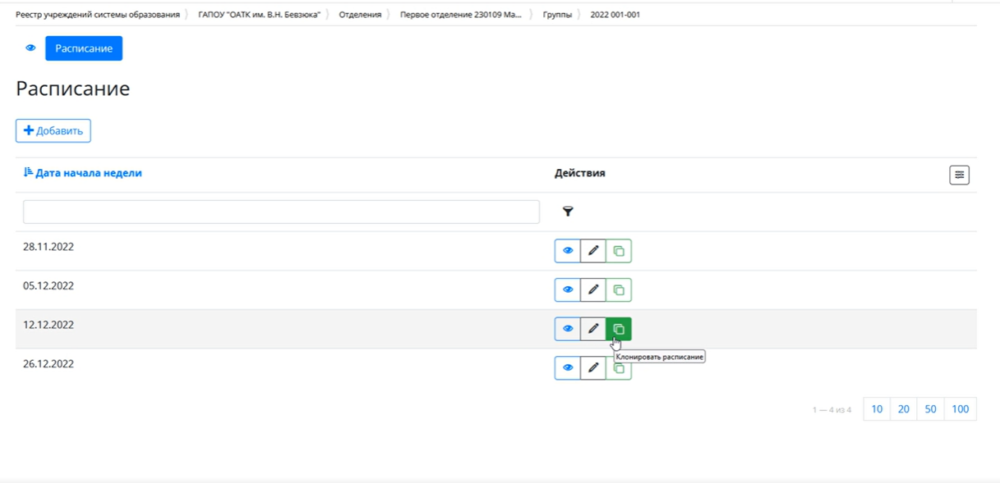 Реестр учреждений системы образования 〉 ГАПОУ "ОАТК им. В.Н. Бевзюка" 〉 Отделения 〉 Первое отделение 230109 Ма... 〉 Группы 〉 2022 001-001
Расписание
Расписание
Добавить
Дата начала недели Действия
28.11.2022
05.12.2022
12.12.2022
Клонировать расписание
26.12.2022
1 — 4 из 4 10 20 50 100